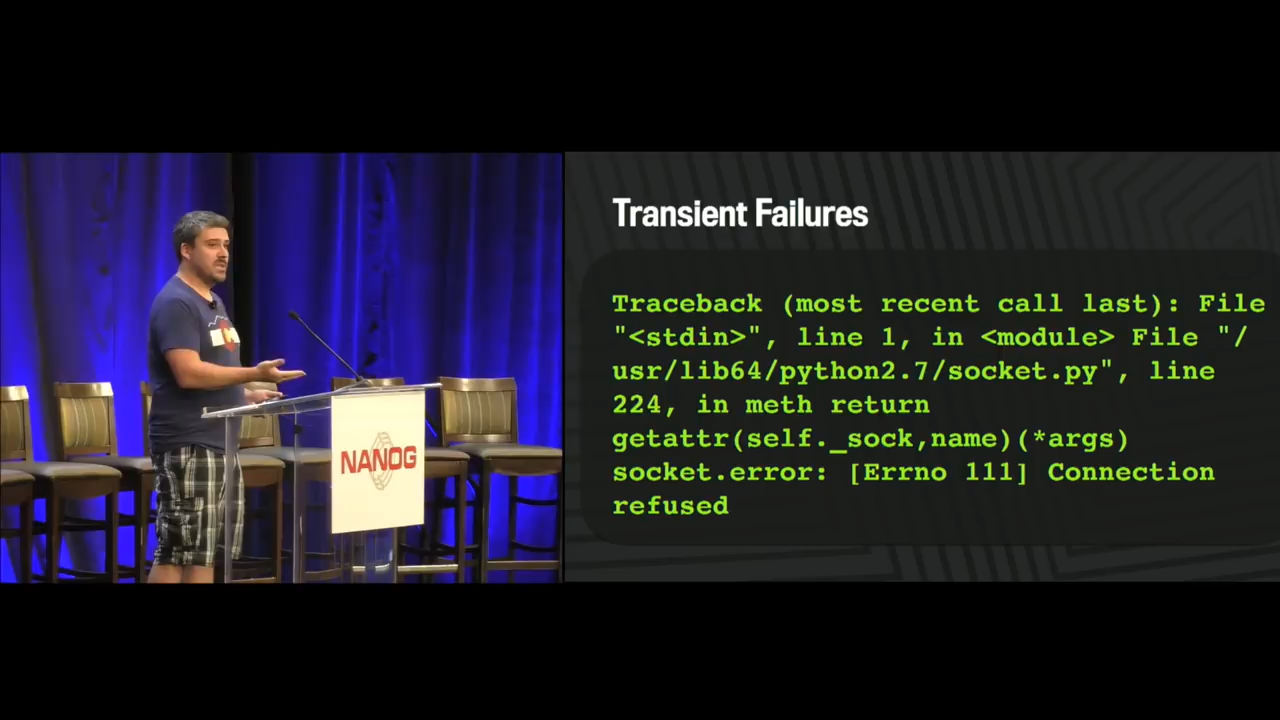 Transient Failures
Traceback (most recent call last): File
"<stdin>", line 1, in <module> File "/
usr/lib64/python2.7/socket.py", line
224, in meth return
getattr(self._sock,name)(*args)
socket.error: [Errno 111] Connection
refused
NANOG